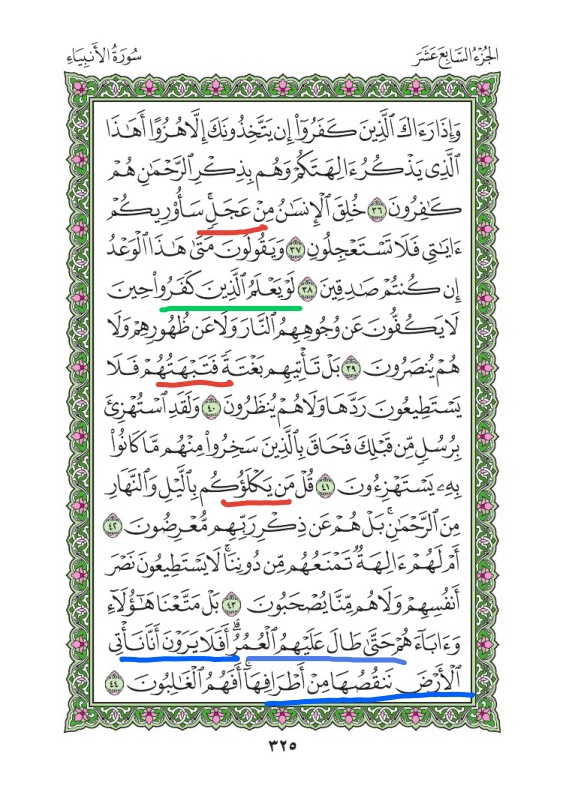 الجُزْءُ السَّابِعَ عَشَرَ
سُورَةُ الأَنبِيَاءِ
وَإِذَا رَءَاكَ ٱلَّذِينَ كَفَرُوٓا۟ إِن يَتَّخِذُونَكَ إِلَّا هُزُوًا أَهَٰذَا
ٱلَّذِى يَذْكُرُ ءَالِهَتَكُمْ وَهُم بِذِكْرِ ٱلرَّحْمَٰنِ هُمْ
كَٰفِرُونَ ٣٦ خُلِقَ ٱلْإِنسَٰنُ مِنْ عَجَلٍۢ ۚ سَأُو۟رِيكُمْ
ءَايَٰتِى فَلَا تَسْتَعْجِلُونِ ٣٧ وَيَقُولُونَ مَتَىٰ هَٰذَا ٱلْوَعْدُ
إِن كُنتُمْ صَٰدِقِينَ ٣٨ لَوْ يَعْلَمُ ٱلَّذِينَ كَفَرُوا۟ حِينَ
لَا يَكُفُّونَ عَن وُجُوهِهِمُ ٱلنَّارَ وَلَا عَن ظُهُورِهِمْ وَلَا
هُمْ يُنصَرُونَ ٣٩ بَلْ تَأْتِيهِم بَغْتَةًۭ فَتَبْهَتُهُمْ فَلَا
يَسْتَطِيعُونَ رَدَّهَا وَلَا هُمْ يُنظَرُونَ ٤٠ وَلَقَدِ ٱسْتُهْزِئَ
بِرُسُلٍۢ مِّن قَبْلِكَ فَحَاقَ بِٱلَّذِينَ سَخِرُوا۟ مِنْهُم مَّا كَانُوا۟
بِهِۦ يَسْتَهْزِءُونَ ٤١ قُلْ مَن يَكْلَؤُكُم بِٱلَّيْلِ وَٱلنَّهَارِ
مِنَ ٱلرَّحْمَٰنِ ۗ بَلْ هُمْ عَن ذِكْرِ رَبِّهِم مُّعْرِضُونَ ٤٢
أَمْ لَهُمْ ءَالِهَةٌۭ تَمْنَعُهُم مِّن دُونِنَا ۚ لَا يَسْتَطِيعُونَ نَصْرَ
أَنفُسِهِمْ وَلَا هُم مِّنَّا يُصْحَبُونَ ٤٣ بَلْ مَتَّعْنَا هَٰٓؤُلَآءِ
وَءَابَآءَهُمْ حَتَّىٰ طَالَ عَلَيْهِمُ ٱلْعُمُرُ ۗ أَفَلَا يَرَوْنَ أَنَّا نَأْتِى
ٱلْأَرْضَ نَنقُصُهَا مِنْ أَطْرَافِهَآ ۚ أَفَهُمُ ٱلْغَٰلِبُونَ ٤٤
٣٢٥